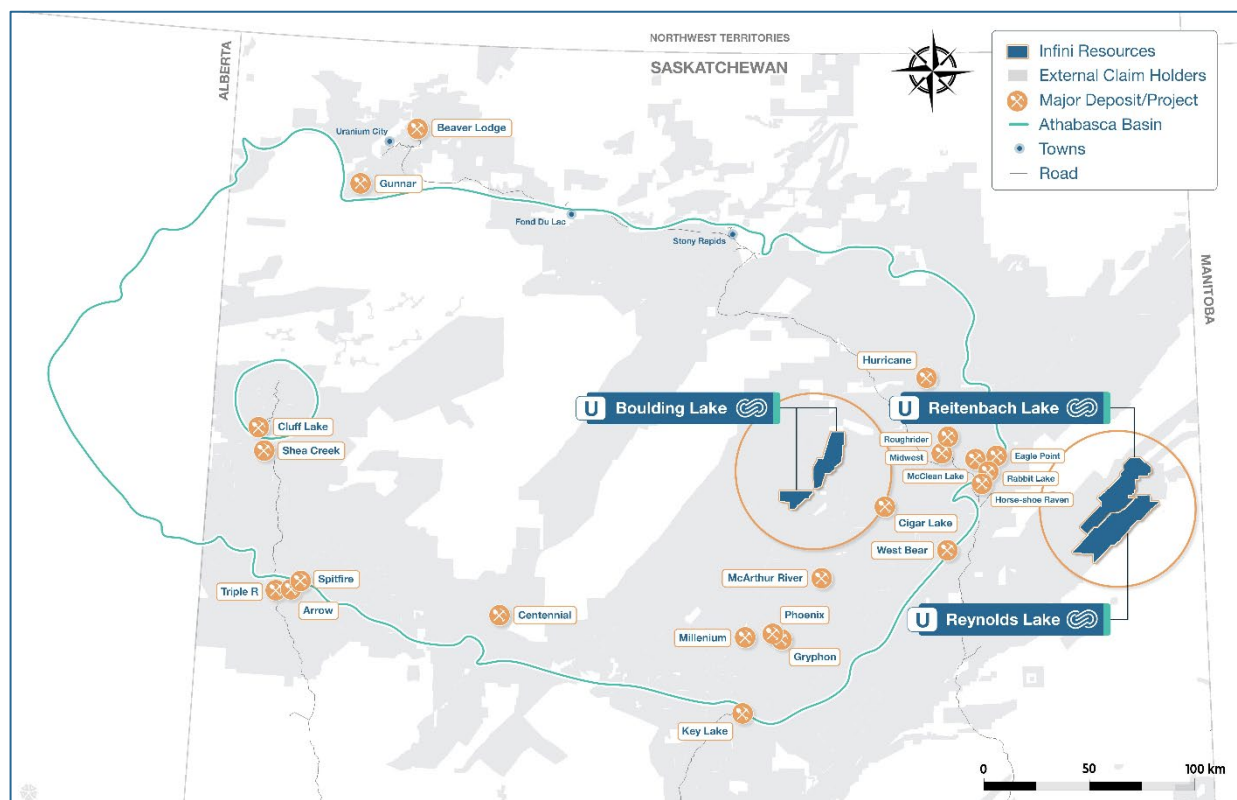 NORTHWEST TERRITORIES
SASKATCHEWAN
ALBERTA
MANITOBA
Infini Resources
External Claim Holders
Major Deposit/Project
Athabasca Basin
Towns
Road
Uranium City
Beaver Lodge
Gunnar
Fond Du Lac
Stony Rapids
Hurricane
U Boulding Lake
U Reitenbach Lake
Cluff Lake
Shea Creek
Roughrider
Midwest
Eagle Point
McClean Lake
Rabbit Lake
Horse-shoe Raven
Cigar Lake
West Bear
McArthur River
Spitfire
Triple R
Arrow
Centennial
Phoenix
Millenium
Gryphon
U Reynolds Lake
Key Lake
0 50 100 km